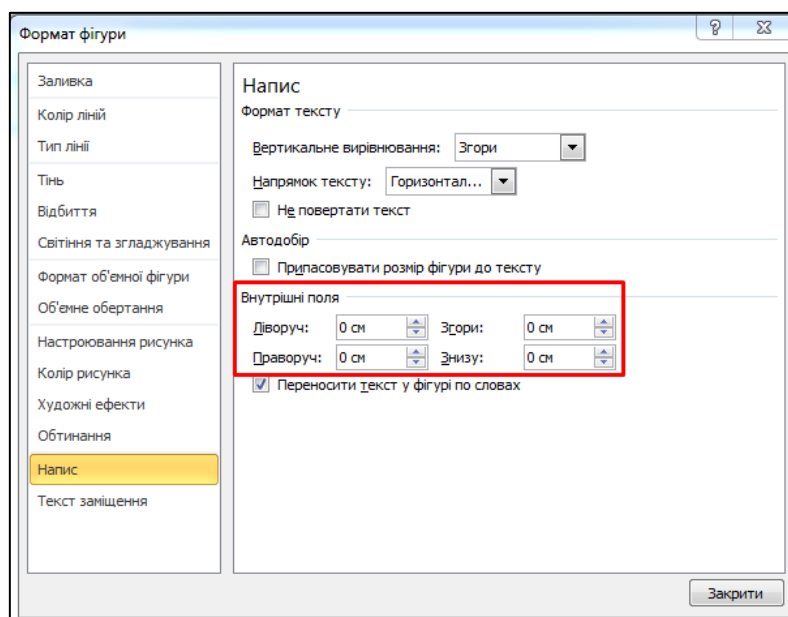 Формат фігури
Заливка
Колір ліній
Тип лінії
Тінь
Відбиття
Світіння та згладжування
Формат об'ємної фігури
Об'ємне обертання
Настроювання рисунка
Колір рисунка
Художні ефекти
Обтинання
Напис
Текст заміщення
Напис
Формат тексту
Вертикальне вирівнювання: Згори
Напрямок тексту: Горизонтал...
Не повертати текст
Автодобір
Припасовувати розмір фігури до тексту
Внутрішні поля
Ліворуч: 0 см Згори: 0 см
Праворуч: 0 см Знизу: 0 см
Переносити текст у фігурі по словах
Закрити